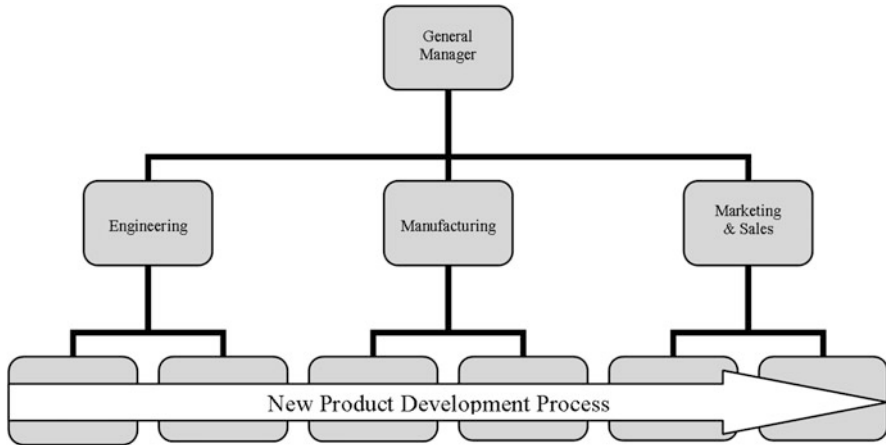 General
Manager
Engineering
Manufacturing
Marketing
& Sales
New Product Development Process